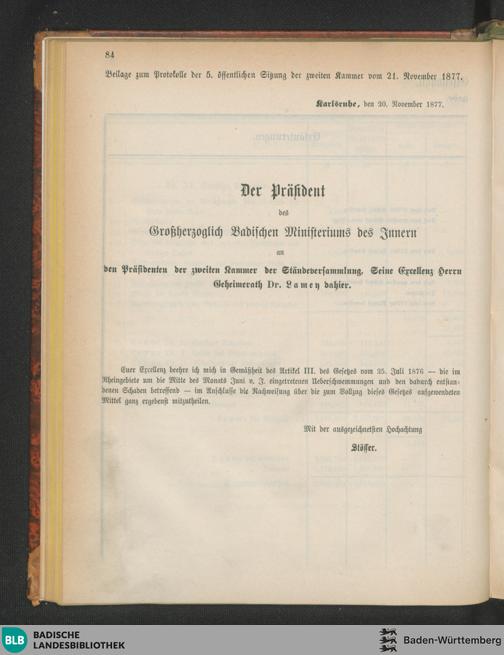 84
Beilage zum Protokolle der 5. öffentlichen Sitzung der zweiten Kammer vom 21. November 1877.
Karlsruhe, den 20. November 1877.
Der Präsident
des
Großherzoglich Badischen Ministeriums des Innern
an
den Präsidenten der zweiten Kammer der Ständeversammlung, Seine Excellenz Herrn
Geheimerath Dr. Lamey dahier.
Euer Excellenz beehre ich mich in Gemäßheit des Artikel III. des Gesetzes vom 25. Juli 1876 — die im
Rheingebiete um die Mitte des Monats Juni v. J. eingetretenen Ueberschwemmungen und den dadurch entstan-
denen Schaden betreffend — im Anschlusse die Nachweisung über die zum Vollzug dieses Gesetzes aufgewendeten
Mittel ganz ergebenst mitzutheilen.
Mit der ausgezeichnetsten Hochachtung
Stösser.
BLB
BADISCHE
LANDESBIBLIOTHEK
Baden-Württemberg